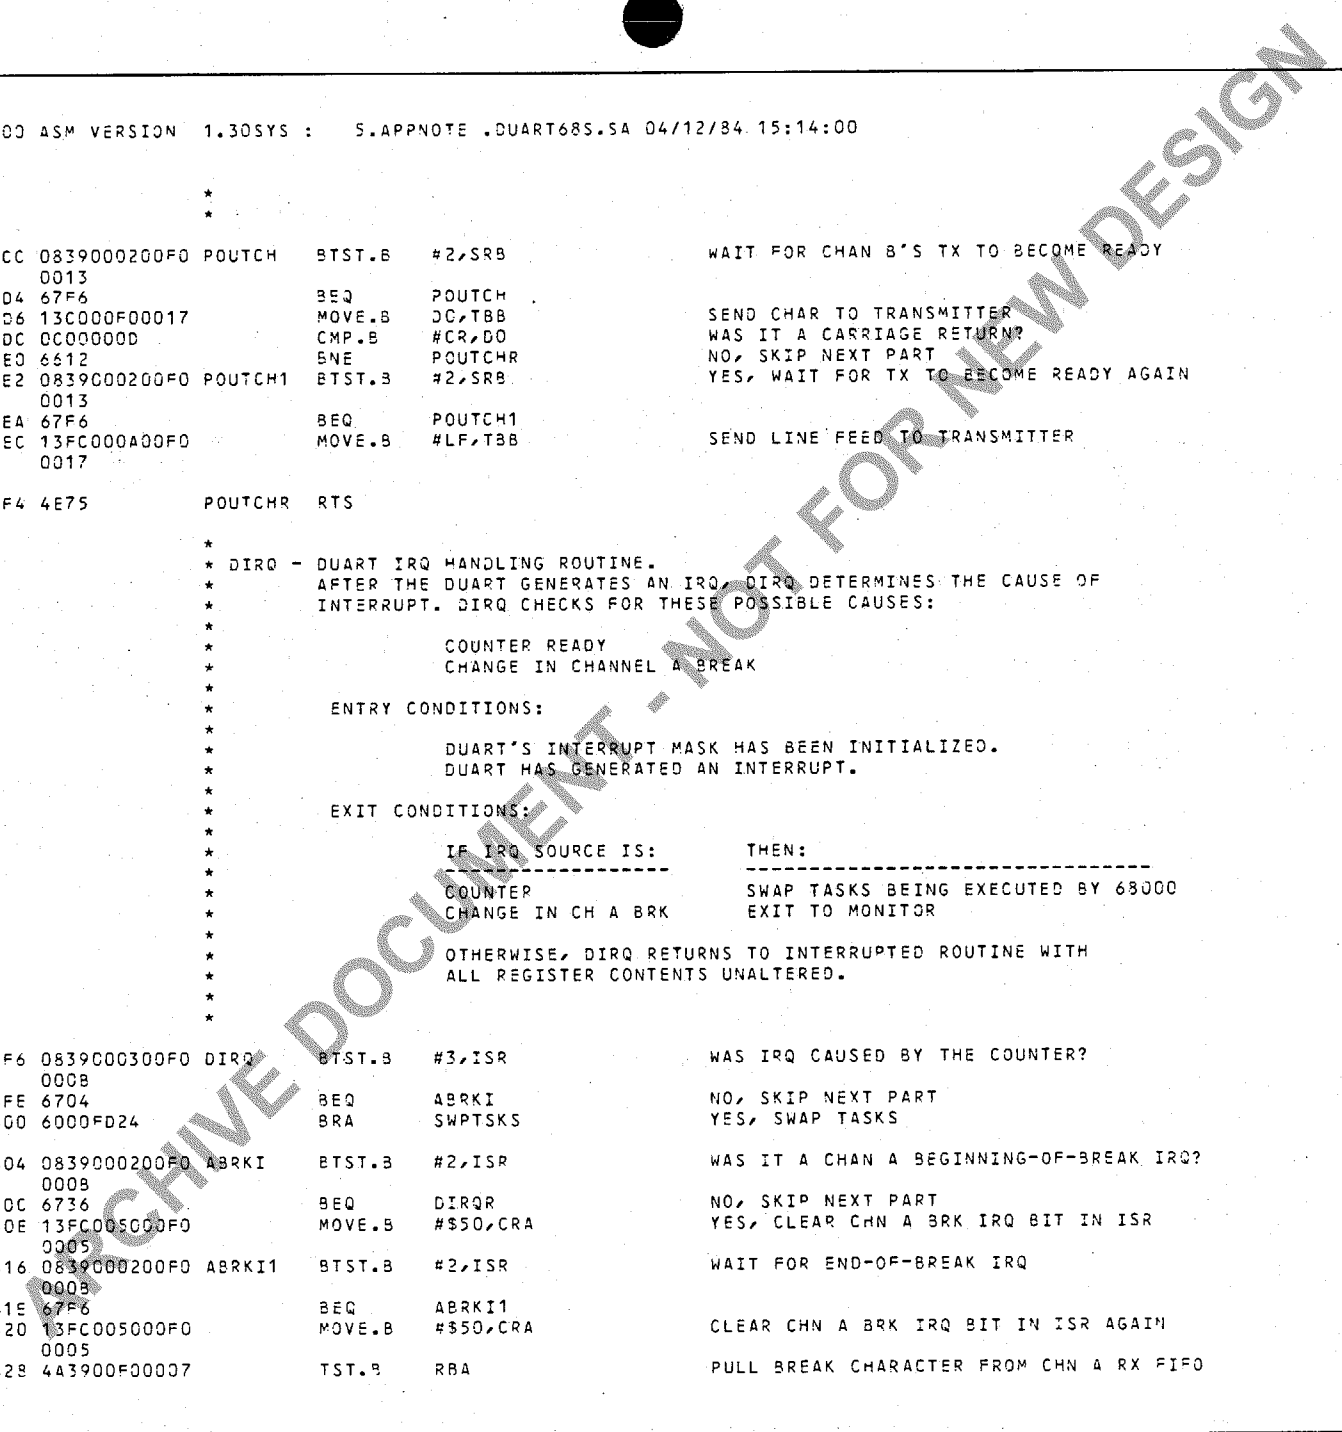 00 ASM VERSION 1.30SYS : 5.APPNOTE .DUART68S.SA 04/12/84 15:14:00
*
*
CC 0839000200F0 POUTCH BTST.B #2,SRB WAIT FOR CHAN B'S TX TO BECOME READY
0013
D4 67F6 BEQ POUTCH
D6 13C000F00017 MOVE.B D0,TBB SEND CHAR TO TRANSMITTER
DC 0C00000D CMP.B #CR,D0 WAS IT A CARRIAGE RETURN?
E0 6612 BNE POUTCHR NO, SKIP NEXT PART
E2 0839000200F0 POUTCH1 BTST.B #2,SRB YES, WAIT FOR TX TO BECOME READY AGAIN
0013
EA 67F6 BEQ POUTCH1
EC 13FC000A00F0 MOVE.B #LF,TBB SEND LINE FEED TO TRANSMITTER
0017
F4 4E75 POUTCHR RTS
*
* DIRQ - DUART IRQ HANDLING ROUTINE.
* AFTER THE DUART GENERATES AN IRQ, DIRQ DETERMINES THE CAUSE OF
* INTERRUPT. DIRQ CHECKS FOR THESE POSSIBLE CAUSES:
*
* COUNTER READY
* CHANGE IN CHANNEL A BREAK
*
* ENTRY CONDITIONS:
*
* DUART'S INTERRUPT MASK HAS BEEN INITIALIZED.
* DUART HAS GENERATED AN INTERRUPT.
*
* EXIT CONDITIONS:
*
* IF IRQ SOURCE IS: THEN:
* ------------------ ---------------------------------
* COUNTER SWAP TASKS BEING EXECUTED BY 68000
* CHANGE IN CH A BRK EXIT TO MONITOR
*
* OTHERWISE, DIRQ RETURNS TO INTERRUPTED ROUTINE WITH
* ALL REGISTER CONTENTS UNALTERED.
*
*
F6 0839000300F0 DIRQ BTST.B #3,ISR WAS IRQ CAUSED BY THE COUNTER?
000B
FE 6704 BEQ ABRKI NO, SKIP NEXT PART
00 6000FD24 BRA SWPTSKS YES, SWAP TASKS
04 0839000200F0 ABRKI BTST.B #2,ISR WAS IT A CHAN A BEGINNING-OF-BREAK IRQ?
000B
0C 6736 BEQ DIRQR NO, SKIP NEXT PART
0E 13FC005000F0 MOVE.B #$50,CRA YES, CLEAR CHN A BRK IRQ BIT IN ISR
0005
16 0839000200F0 ABRKI1 BTST.B #2,ISR WAIT FOR END-OF-BREAK IRQ
000B
1E 67F6 BEQ ABRKI1
20 13FC005000F0 MOVE.B #$50,CRA CLEAR CHN A BRK IRQ BIT IN ISR AGAIN
0005
28 4A3900F00007 TST.B RBA PULL BREAK CHARACTER FROM CHN A RX FIFO
ARCHIVE DOCUMENT - NOT FOR NEW DESIGN